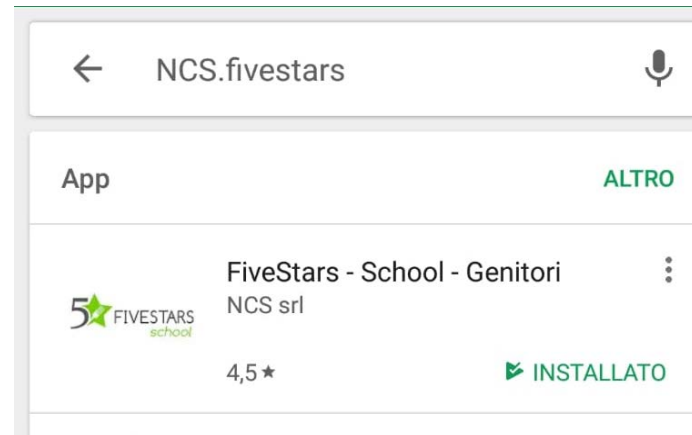 NCS.fivestars
App
ALTRO
FiveStars - School - Genitori
NCS srl
5 FIVESTARS
school
4,5★
INSTALLATO